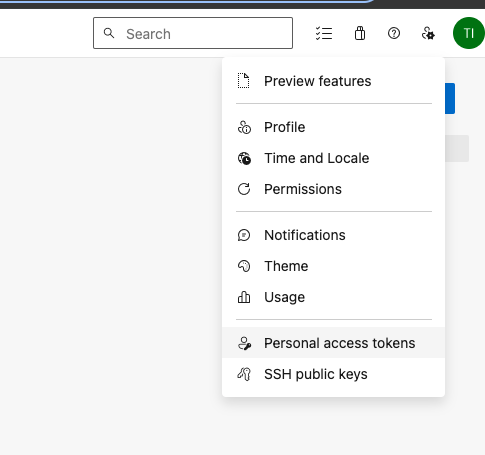 Search
TI
Preview features
Profile
Time and Locale
Permissions
Notifications
Theme
Usage
Personal access tokens
SSH public keys